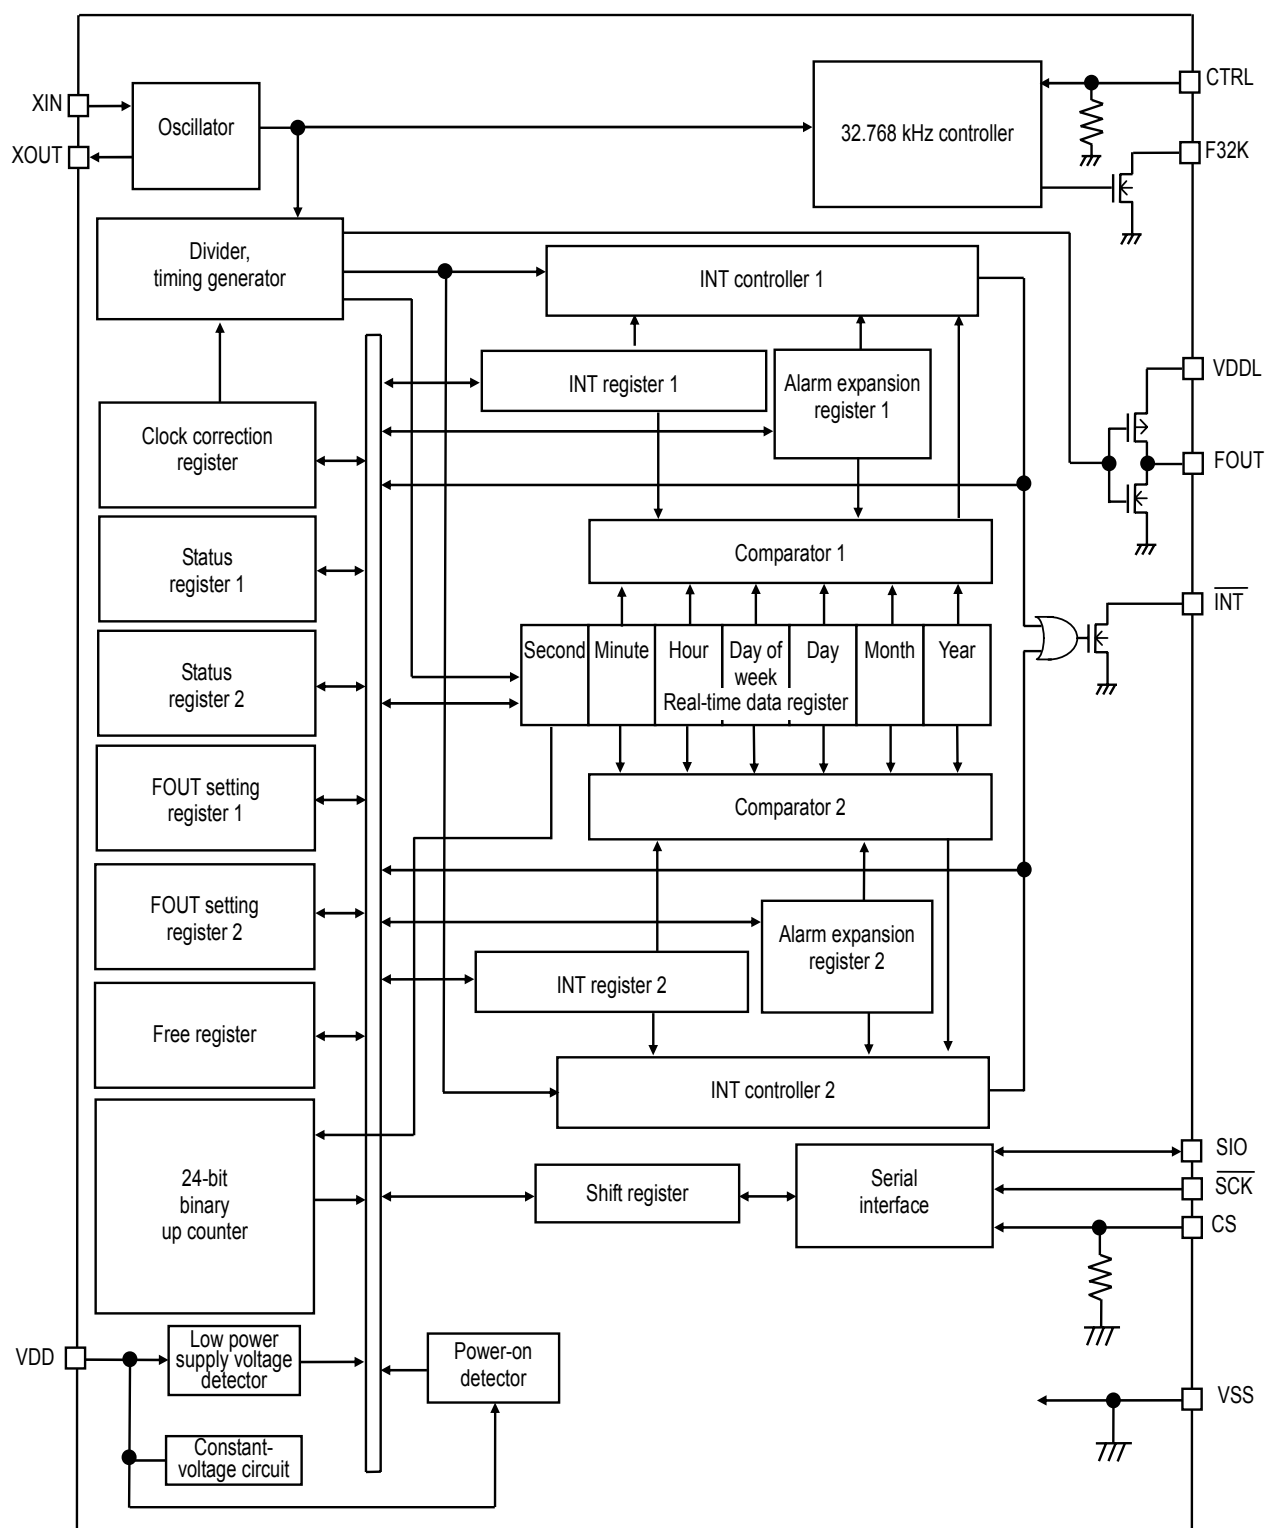 XIN
XOUT
Oscillator
32.768 kHz controller
CTRL
F32K
Divider,
timing generator
INT controller 1
INT register 1
Alarm expansion
register 1
VDDL
FOUT
Clock correction
register
Status
register 1
Comparator 1
INT
Second
Minute
Hour
Day of
week
Day
Month
Year
Real-time data register
Status
register 2
FOUT setting
register 1
Comparator 2
FOUT setting
register 2
Alarm expansion
register 2
INT register 2
Free register
INT controller 2
24-bit
binary
up counter
Shift register
Serial
interface
SIO
SCK
CS
VDD
Low power
supply voltage
detector
Power-on
detector
VSS
Constant-
voltage circuit